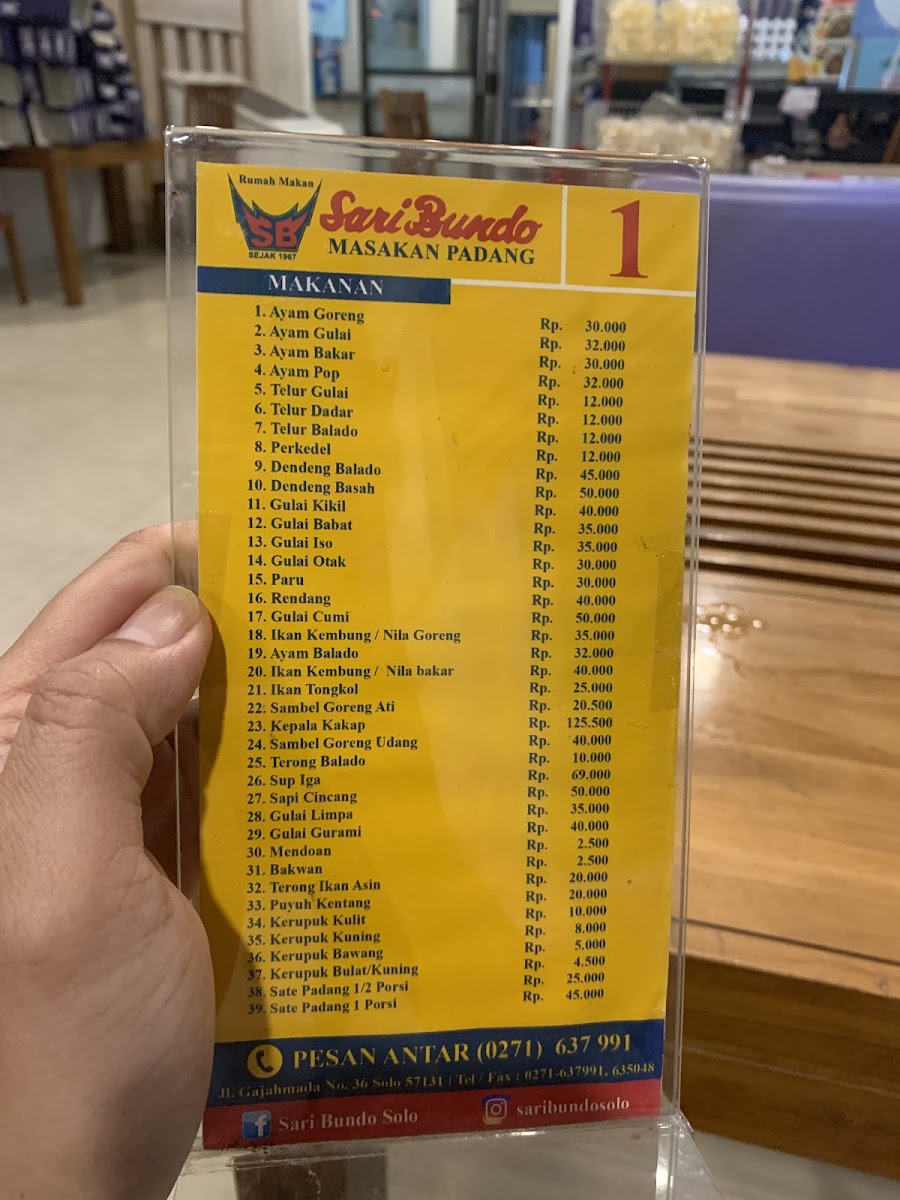 Rumah Makan
SB
SEJAK 1967
Sari Bundo
MASAKAN PADANG
1
MAKANAN
1. Ayam Goreng Rp. 30.000
2. Ayam Gulai Rp. 32.000
3. Ayam Bakar Rp. 30.000
4. Ayam Pop Rp. 32.000
5. Telur Gulai Rp. 12.000
6. Telur Dadar Rp. 12.000
7. Telur Balado Rp. 12.000
8. Perkedel Rp. 12.000
9. Dendeng Balado Rp. 45.000
10. Dendeng Basah Rp. 50.000
11. Gulai Kikil Rp. 40.000
12. Gulai Babat Rp. 35.000
13. Gulai Iso Rp. 35.000
14. Gulai Otak Rp. 30.000
15. Paru Rp. 30.000
16. Rendang Rp. 40.000
17. Gulai Cumi Rp. 50.000
18. Ikan Kembung / Nila Goreng Rp. 35.000
19. Ayam Balado Rp. 32.000
20. Ikan Kembung / Nila bakar Rp. 40.000
21. Ikan Tongkol Rp. 25.000
22. Sambel Goreng Ati Rp. 20.500
23. Kepala Kakap Rp. 125.500
24. Sambel Goreng Udang Rp. 40.000
25. Terong Balado Rp. 10.000
26. Sup Iga Rp. 69.000
27. Sapi Cincang Rp. 50.000
28. Gulai Limpa Rp. 35.000
29. Gulai Gurami Rp. 40.000
30. Mendoan Rp. 2.500
31. Bakwan Rp. 2.500
32. Terong Ikan Asin Rp. 20.000
33. Puyuh Kentang Rp. 20.000
34. Kerupuk Kulit Rp. 10.000
35. Kerupuk Kuning Rp. 8.000
36. Kerupuk Bawang Rp. 5.000
37. Kerupuk Bulat/Kuning Rp. 4.500
38. Sate Padang 1/2 Porsi Rp. 25.000
39. Sate Padang 1 Porsi Rp. 45.000
PESAN ANTAR (0271) 637 991
Jl. Gajahmada No. 36 Solo 57131 | Tel / Fax : 0271-637991, 635048
Sari Bundo Solo
saribundosolo